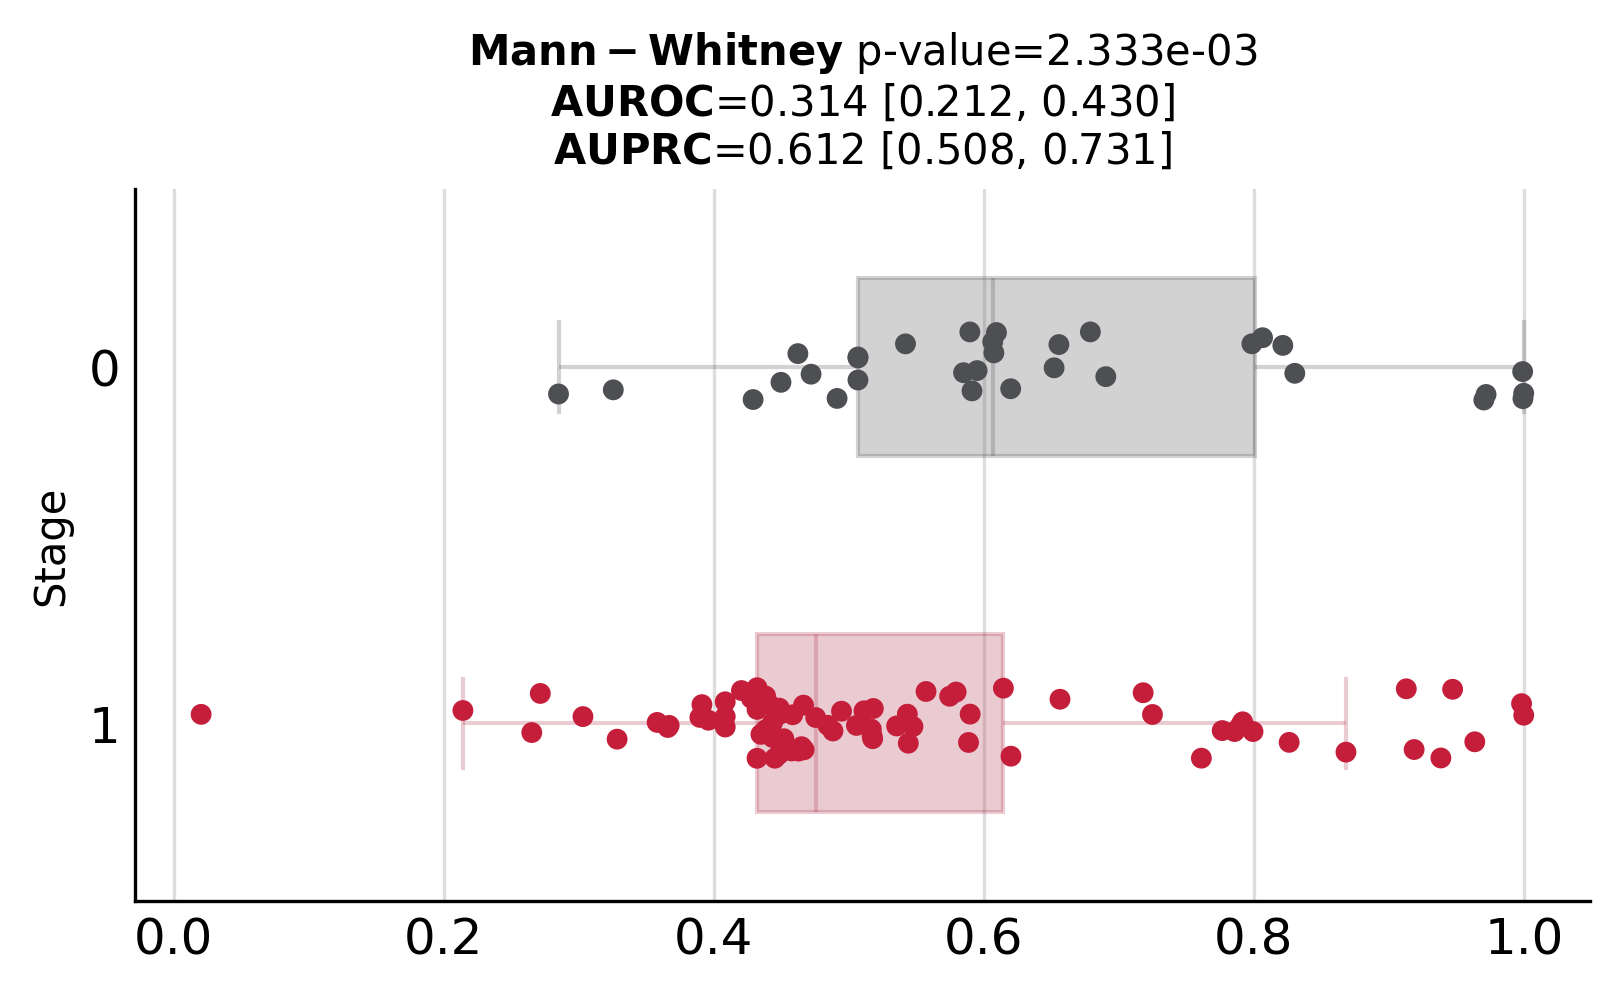 Mann − Whitney p-value=2.333e-03
AUROC=0.314 [0.212, 0.430]
AUPRC=0.612 [0.508, 0.731]
0
Stage
1
0.0 0.2 0.4 0.6 0.8 1.0